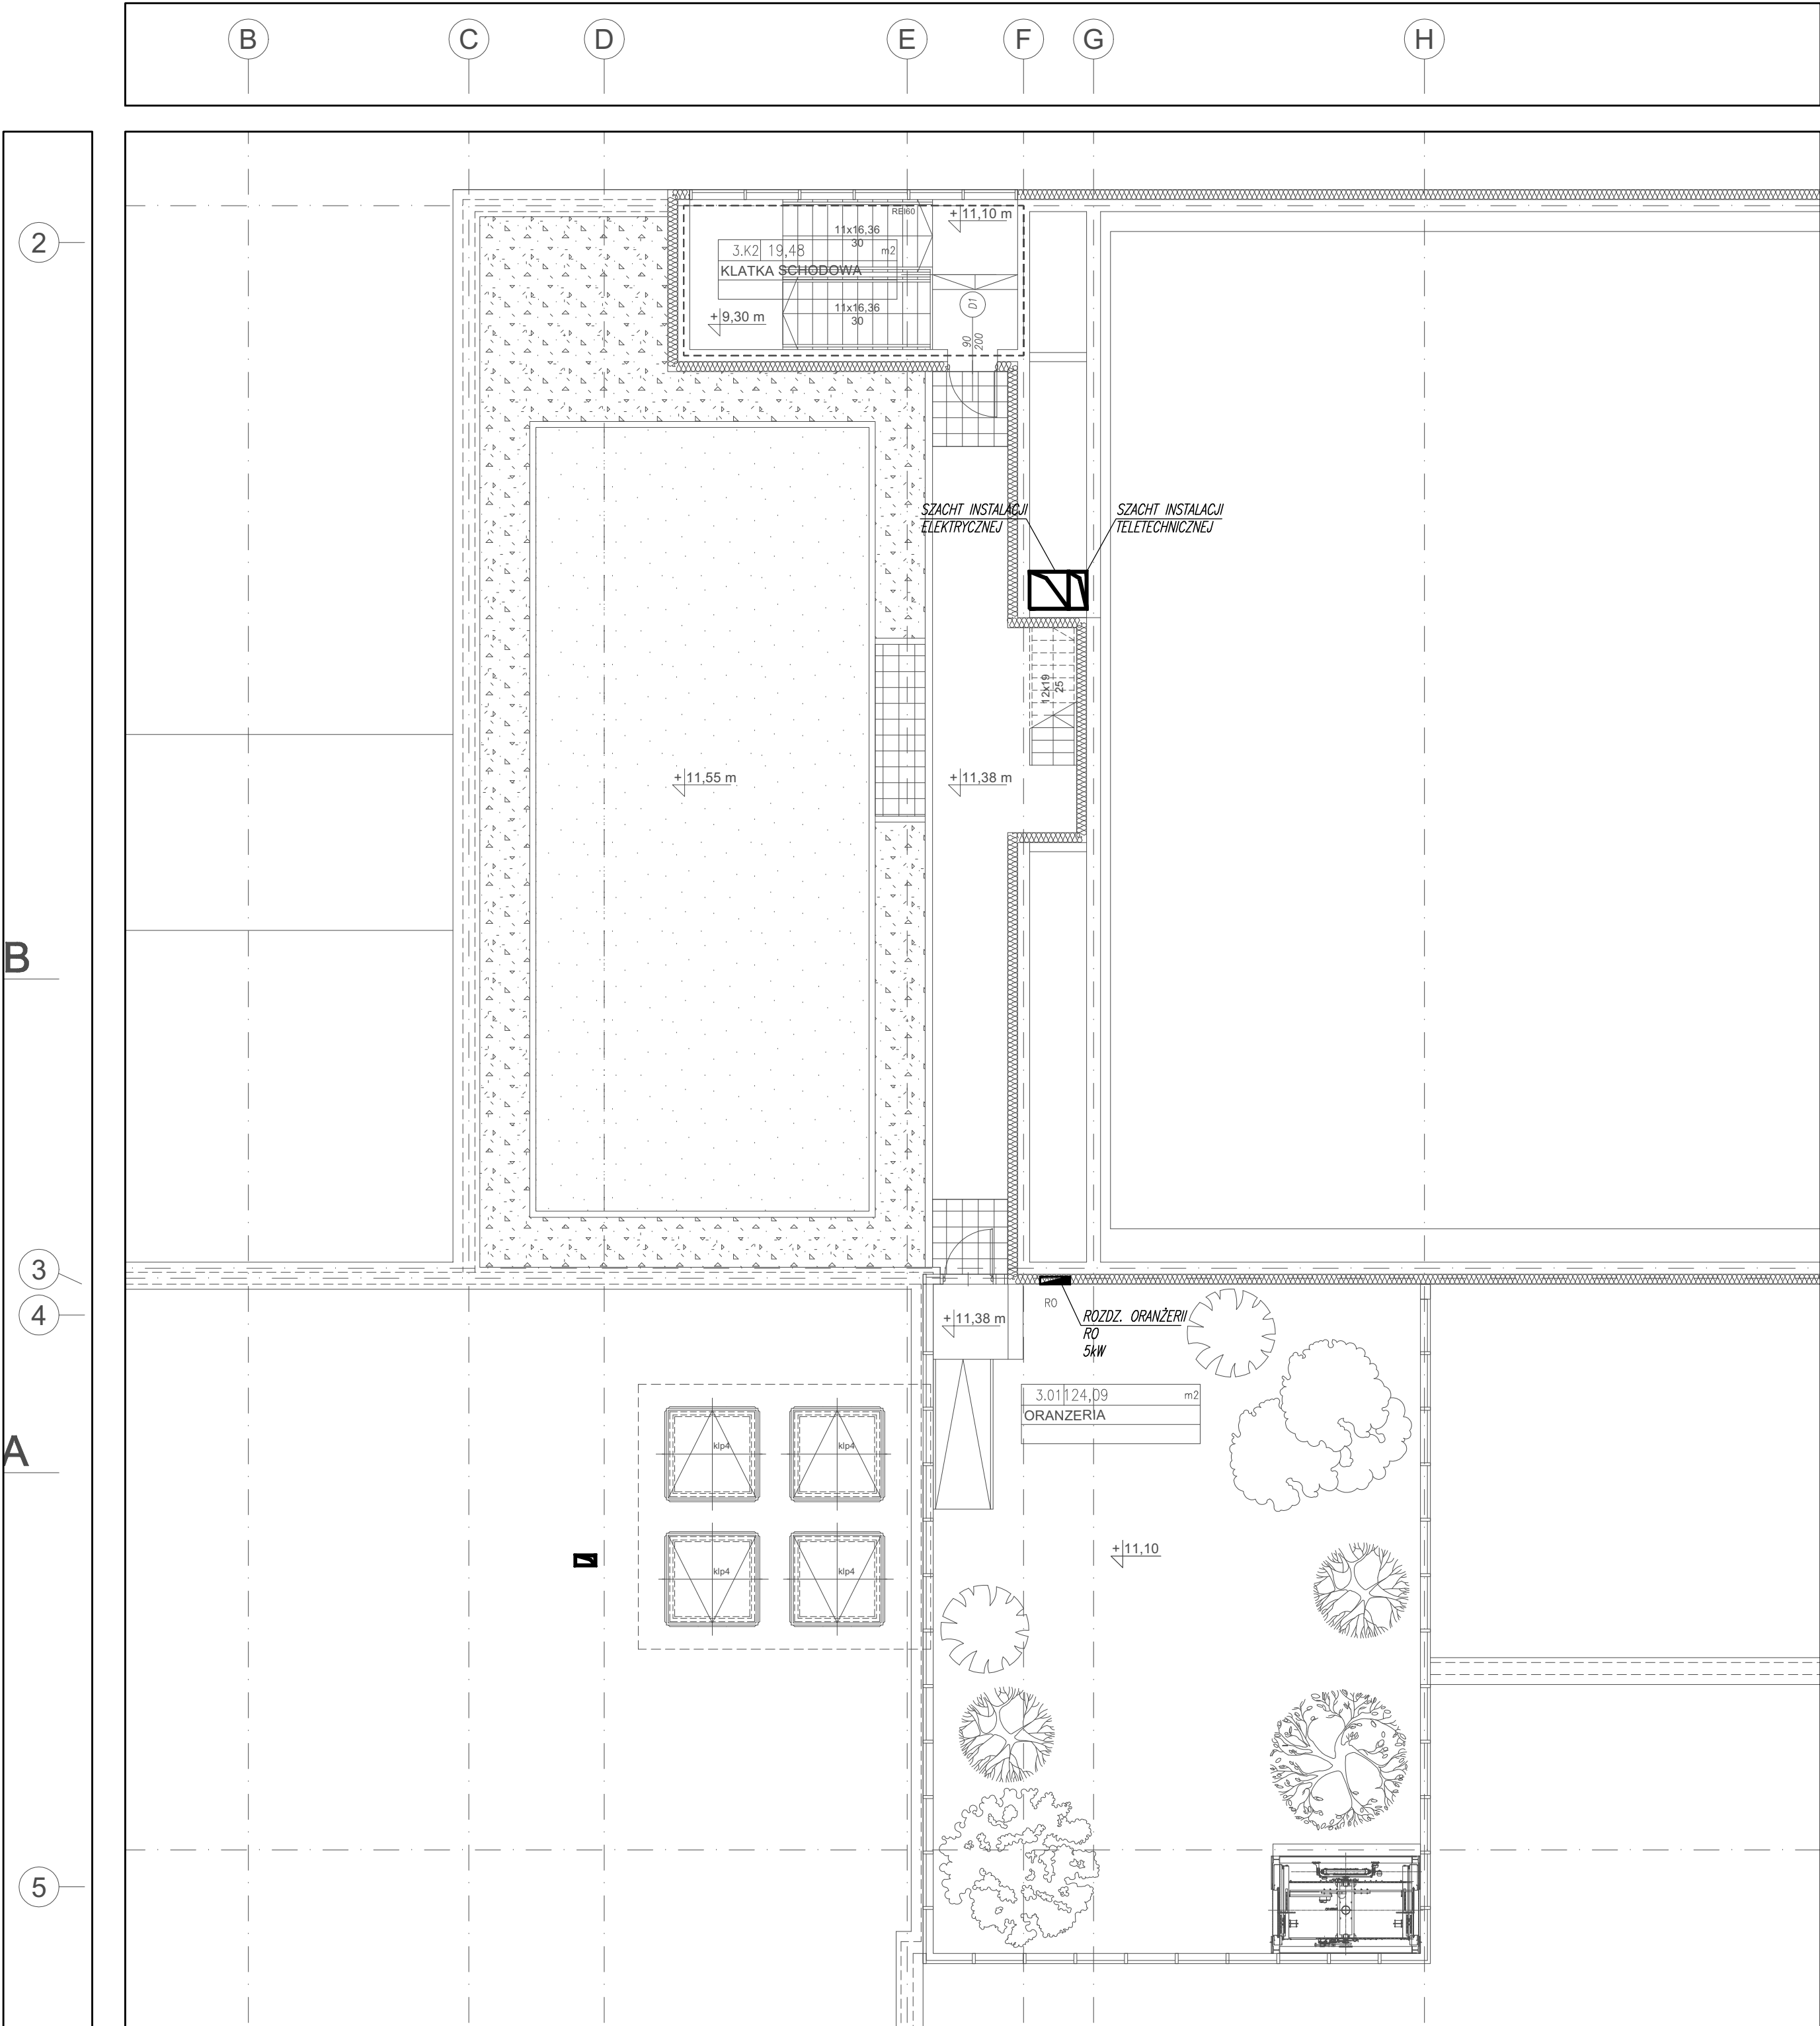 B
C
D
E
F
G
H
2
REI60
+11,10 m
11x16,36
30
3.K2 19,48 m2
KLATKA SCHODOWA
11x16,36
30
+9,30 m
D1
90
200
SZACHT INSTALACJI
ELEKTRYCZNEJ
SZACHT INSTALACJI
TELETECHNICZNEJ
12x19
25
+11,55 m
+11,38 m
B
3
4
RO
ROZDZ. ORANŻERII
RO
5kW
+11,38 m
3.01 124,09 m2
ORANZERIA
klp4
klp4
A
+11,10
klp4
klp4
5